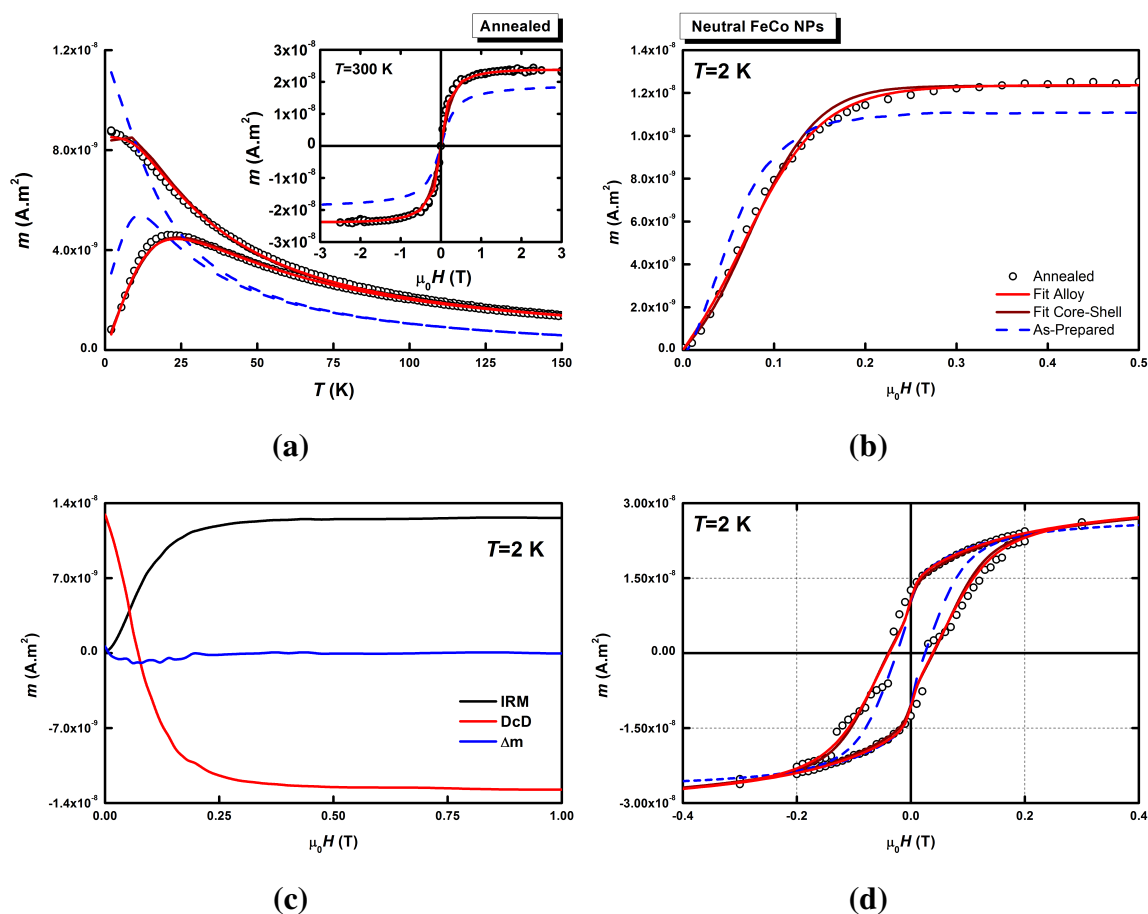 Annealed
1.2x10⁻⁸
8.0x10⁻⁹
4.0x10⁻⁹
0.0
m (A.m²)
0 25 50 75 100 125 150
T (K)
T=300 K
3x10⁻⁸
2x10⁻⁸
1x10⁻⁸
0
-1x10⁻⁸
-2x10⁻⁸
-3x10⁻⁸
m (A.m²)
-3 -2 -1 0 1 2 3
μ₀H (T)
(a)
Neutral FeCo NPs
T=2 K
1.4x10⁻⁸
1.2x10⁻⁸
1.0x10⁻⁸
8.0x10⁻⁹
6.0x10⁻⁹
4.0x10⁻⁹
2.0x10⁻⁹
0.0
m (A.m²)
Annealed
Fit Alloy
Fit Core-Shell
As-Prepared
0.0 0.1 0.2 0.3 0.4 0.5
μ₀H (T)
(b)
T=2 K
1.4x10⁻⁸
7.0x10⁻⁹
0.00
-7.0x10⁻⁹
-1.4x10⁻⁸
m (A.m²)
IRM
DcD
Δm
0.00 0.25 0.50 0.75 1.00
μ₀H (T)
(c)
T=2 K
3.00x10⁻⁸
1.50x10⁻⁸
0.00
-1.50x10⁻⁸
-3.00x10⁻⁸
m (A.m²)
-0.4 -0.2 0.0 0.2 0.4
μ₀H (T)
(d)